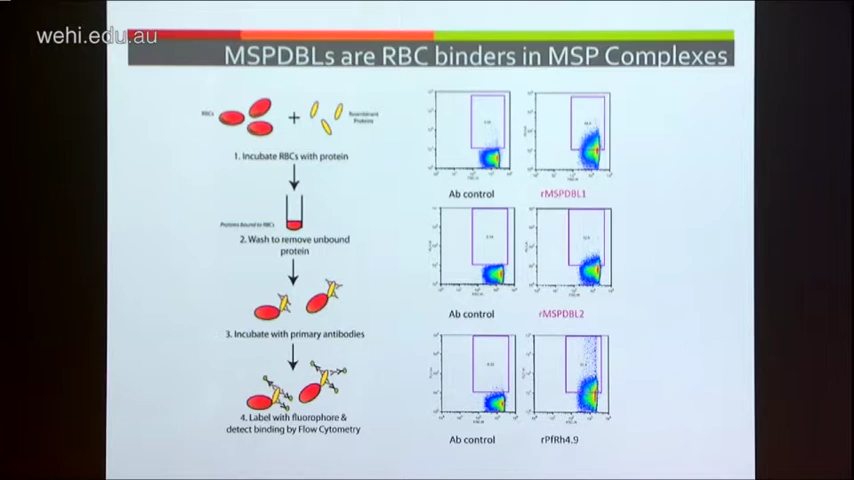 wehi.edu.au
MSPDBLs are RBC binders in MSP Complexes
RBCs
Recombinant
Proteins
1. Incubate RBCs with protein
Proteins Bound to RBCs
2. Wash to remove unbound
protein
3. Incubate with primary antibodies
4. Label with fluorophore &
detect binding by Flow Cytometry
Ab control
rMSPDBL1
Ab control
rMSPDBL2
Ab control
rPfRh4.9